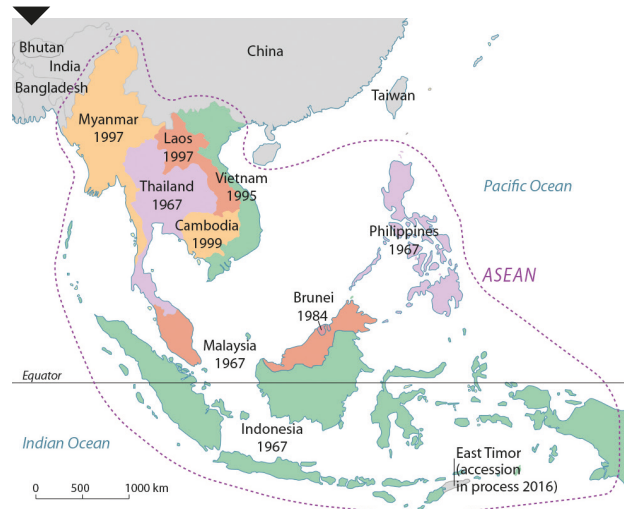 Bhutan
India
Bangladesh
China
Taiwan
Myanmar
1997
Laos
1997
Thailand
1967
Vietnam
1995
Cambodia
1999
Philippines
1967
Pacific Ocean
ASEAN
Brunei
1984
Malaysia
1967
Equator
Indonesia
1967
Indian Ocean
East Timor
(accession
in process 2016)
0 500 1000 km